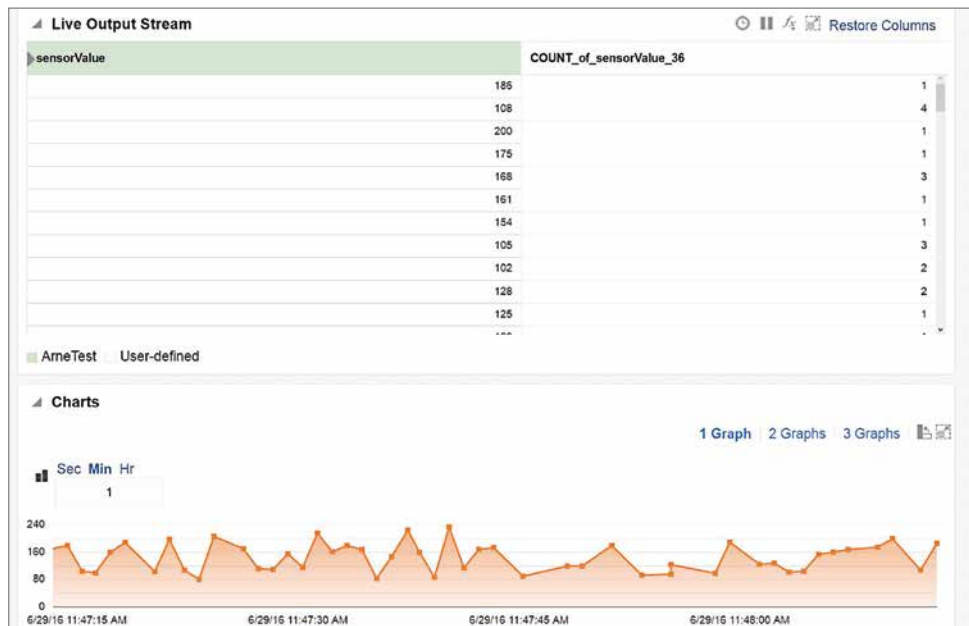 Live Output Stream Restore Columns
sensorValue COUNT_of_sensorValue_36
186 1
108 4
200 1
175 1
168 3
161 1
154 1
105 3
102 2
128 2
125 1
ArneTest User-defined
Charts
1 Graph 2 Graphs 3 Graphs
Sec Min Hr
1
240
160
80
0
6/29/16 11:47:15 AM 6/29/16 11:47:30 AM 6/29/16 11:47:45 AM 6/29/16 11:48:00 AM